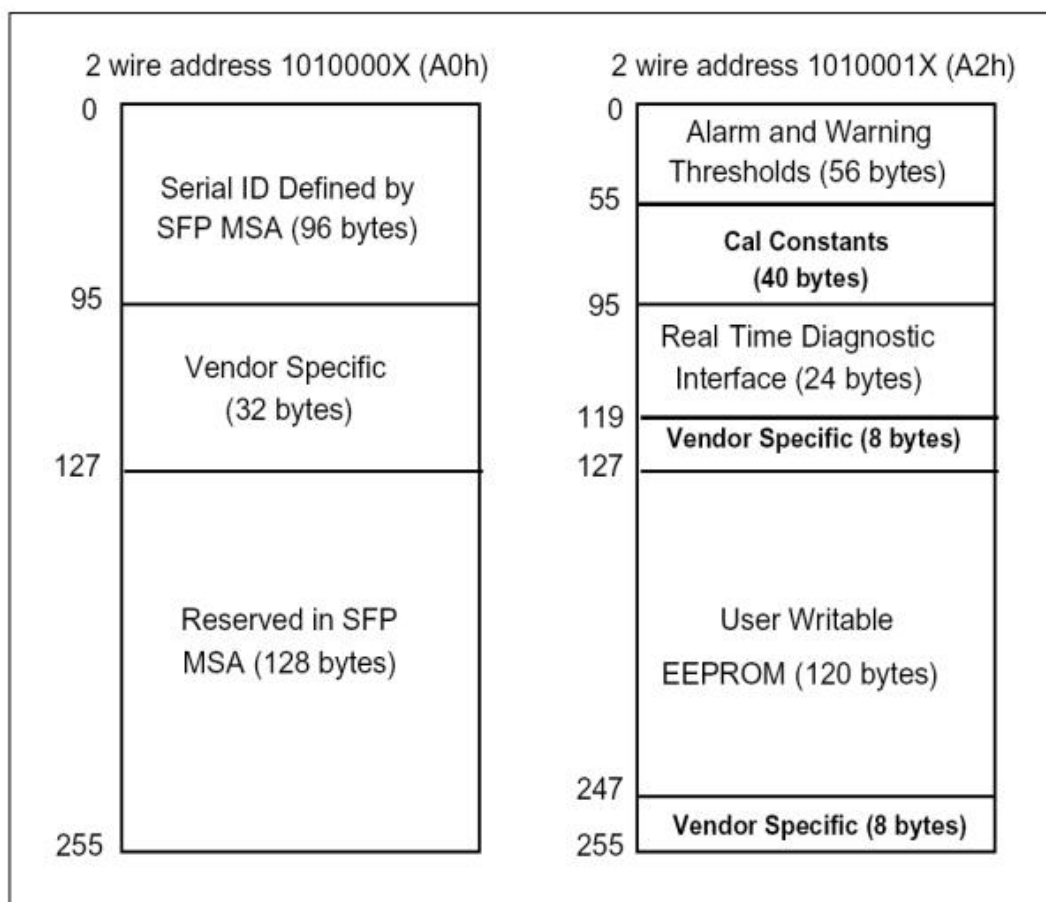 2 wire address 1010000X (A0h)
0
Serial ID Defined by
SFP MSA (96 bytes)
95
Vendor Specific
(32 bytes)
127
Reserved in SFP
MSA (128 bytes)
255
2 wire address 1010001X (A2h)
0
Alarm and Warning
Thresholds (56 bytes)
55
Cal Constants
(40 bytes)
95
Real Time Diagnostic
Interface (24 bytes)
119
Vendor Specific (8 bytes)
127
User Writable
EEPROM (120 bytes)
247
Vendor Specific (8 bytes)
255